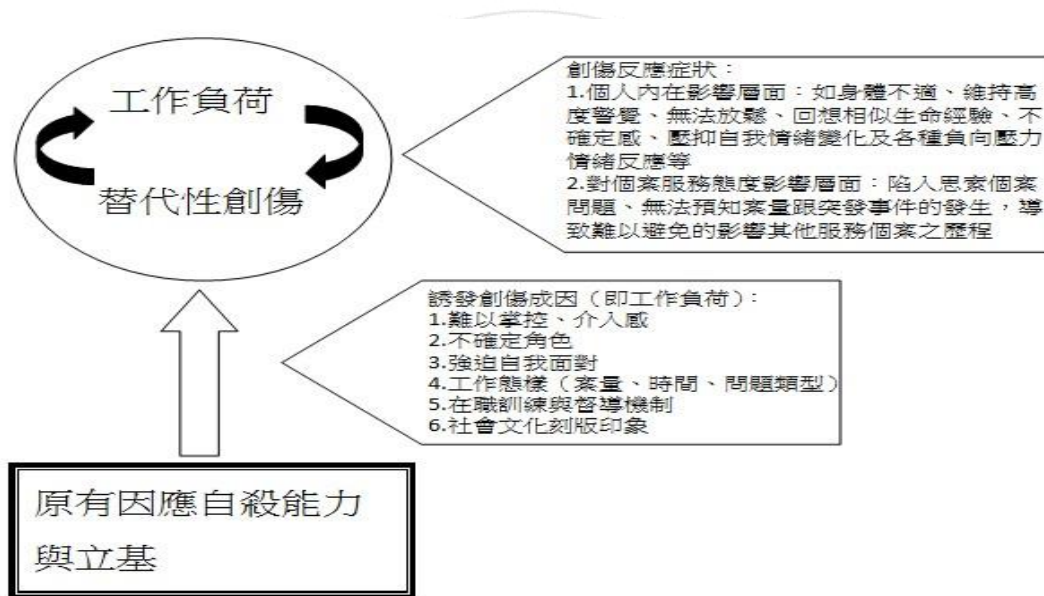 工作負荷
替代性創傷
創傷反應症狀：
1.個人內在影響層面：如身體不適、維持高
度警覺、無法放鬆、回想相似生命經驗、不
確定感、壓抑自我情緒變化及各種負向壓力
情緒反應等
2.對個案服務態度影響層面：陷入思索個案
問題、無法預知案量跟突發事件的發生，導
致難以避免的影響其他服務個案之歷程
誘發創傷成因（即工作負荷）：
1.難以掌控、介入感
2.不確定角色
3.強迫自我面對
4.工作態樣（案量、時間、問題類型）
5.在職訓練與督導機制
6.社會文化刻版印象
原有因應自殺能力
與立基